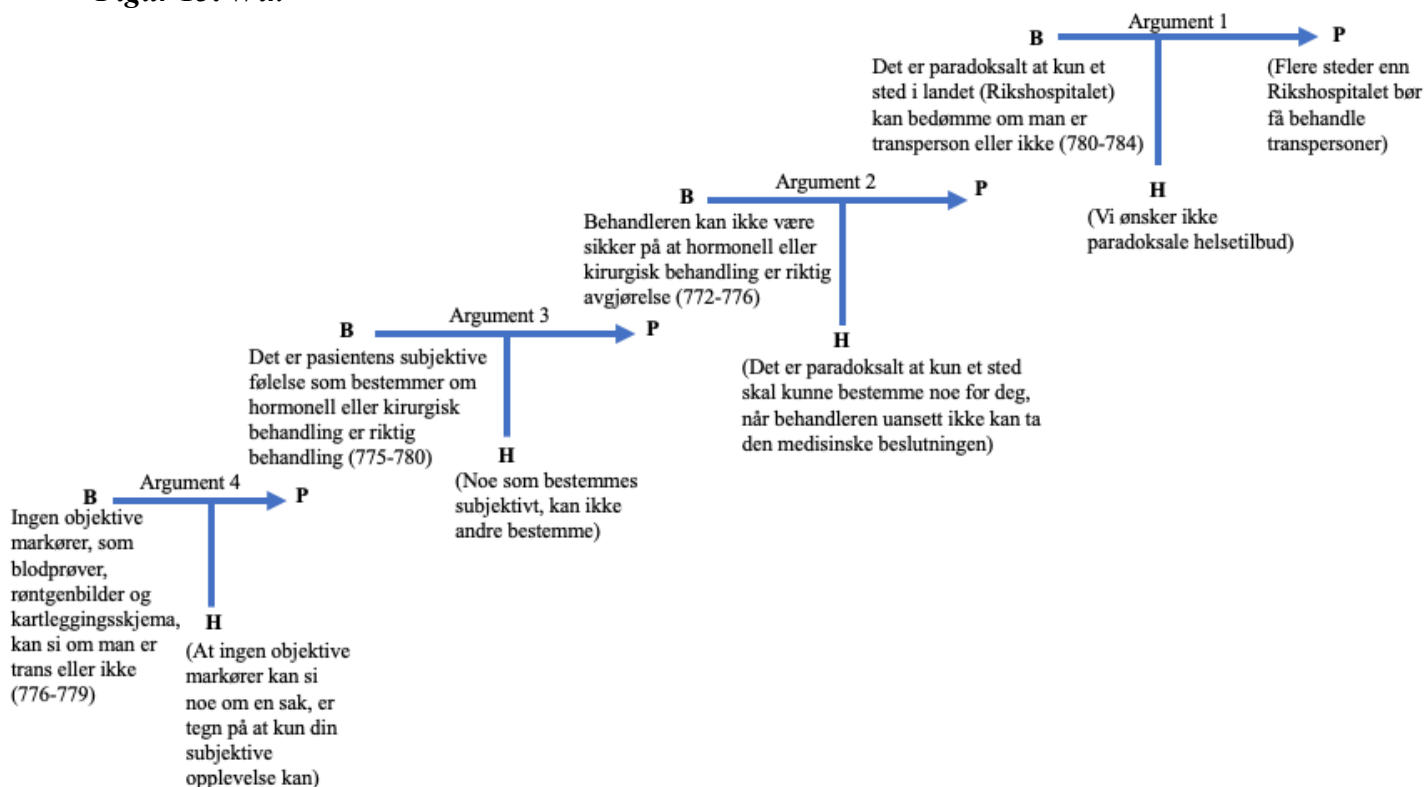 Argument 1
B
P
Det er paradoksalt at kun et
sted i landet (Rikshospitalet)
kan bedømme om man er
transperson eller ikke (780-784)
(Flere steder enn
Rikshospitalet bør
få behandle
transpersoner)
H
(Vi ønsker ikke
paradoksale helsetilbud)
Argument 2
B
P
Behandleren kan ikke være
sikker på at hormonell eller
kirurgisk behandling er riktig
avgjørelse (772-776)
H
(Det er paradoksalt at kun et sted
skal kunne bestemme noe for deg,
når behandleren uansett ikke kan ta
den medisinske beslutningen)
Argument 3
B
P
Det er pasientens subjektive
følelse som bestemmer om
hormonell eller kirurgisk
behandling er riktig
behandling (775-780)
H
(Noe som bestemmes
subjektivt, kan ikke
andre bestemme)
Argument 4
B
P
Ingen objektive
markører, som
blodprøver,
røntgenbilder og
kartleggingsskjema,
kan si om man er
trans eller ikke
(776-779)
H
(At ingen objektive
markører kan si
noe om en sak, er
tegn på at kun din
subjektive
opplevelse kan)